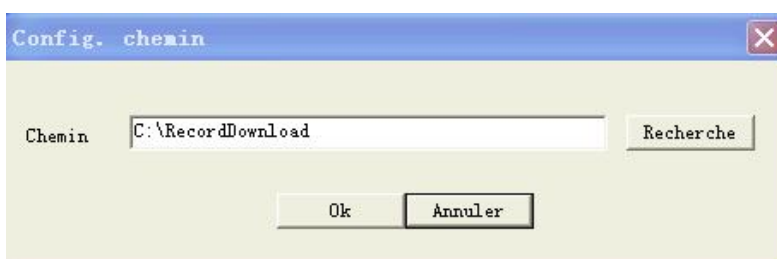 Config. chemin
Chemin
C:\RecordDownload
Recherche
Ok
Annuler